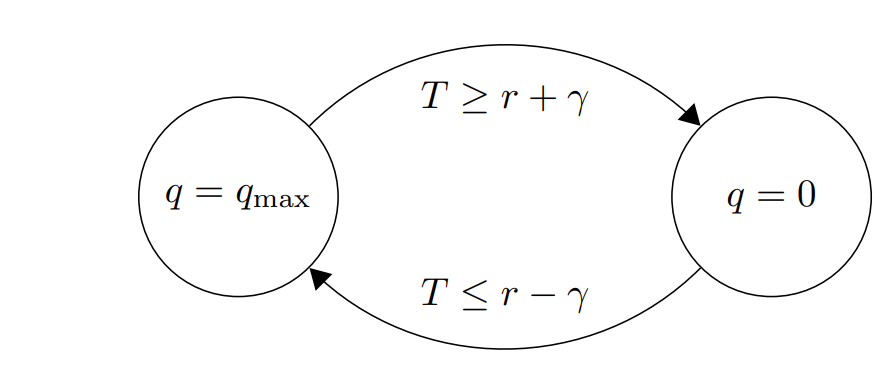 T ≥ r + γ
q = q_max
q = 0
T ≤ r − γ